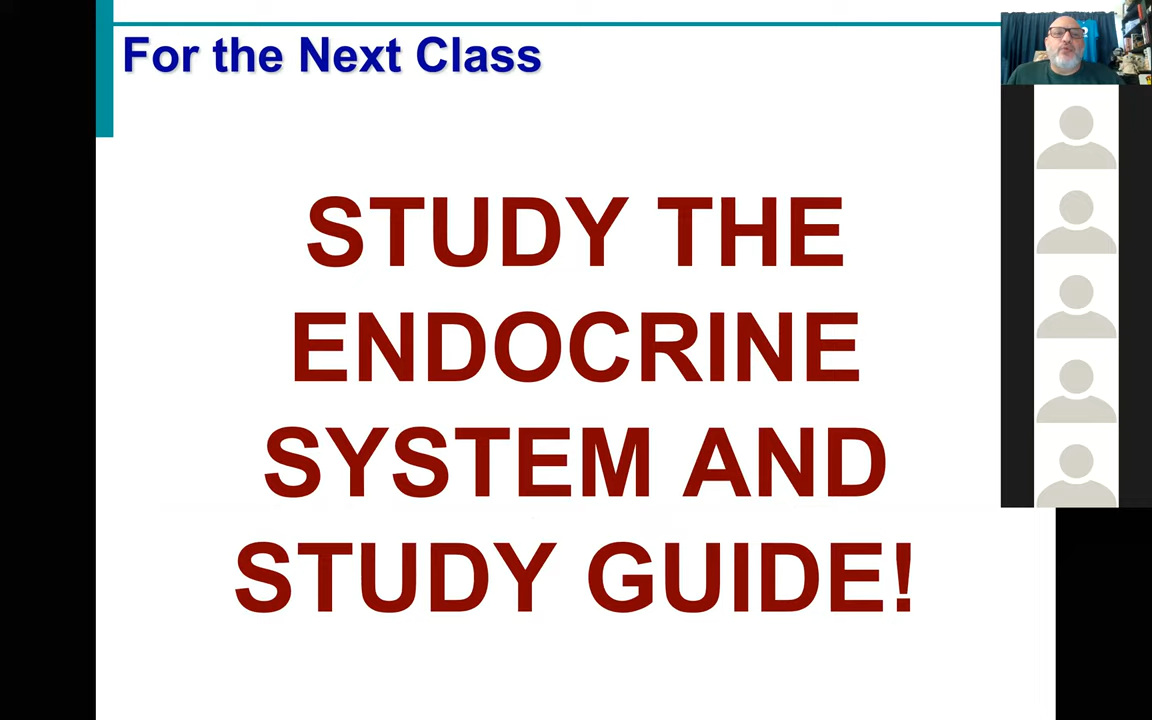 For the Next Class
STUDY THE
ENDOCRINE
SYSTEM AND
STUDY GUIDE!